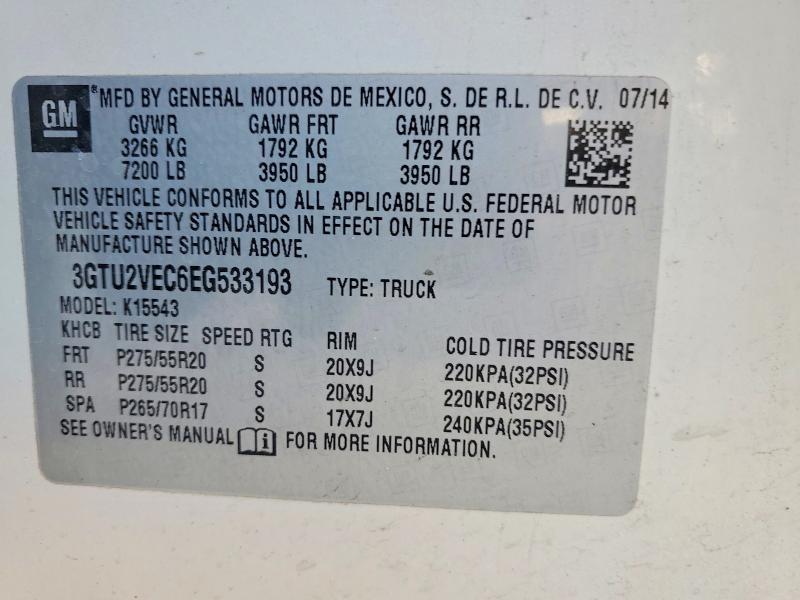 GM ® MFD BY GENERAL MOTORS DE MEXICO, S. DE R.L. DE C.V. 07/14
GVWR GAWR FRT GAWR RR
3266 KG 1792 KG 1792 KG
7200 LB 3950 LB 3950 LB
THIS VEHICLE CONFORMS TO ALL APPLICABLE U.S. FEDERAL MOTOR
VEHICLE SAFETY STANDARDS IN EFFECT ON THE DATE OF
MANUFACTURE SHOWN ABOVE.
3GTU2VEC6EG533193 TYPE: TRUCK
MODEL: K15543
KHCB TIRE SIZE SPEED RTG RIM COLD TIRE PRESSURE
FRT P275/55R20 S 20X9J 220KPA(32PSI)
RR P275/55R20 S 20X9J 220KPA(32PSI)
SPA P265/70R17 S 17X7J 240KPA(35PSI)
SEE OWNER'S MANUAL i FOR MORE INFORMATION.